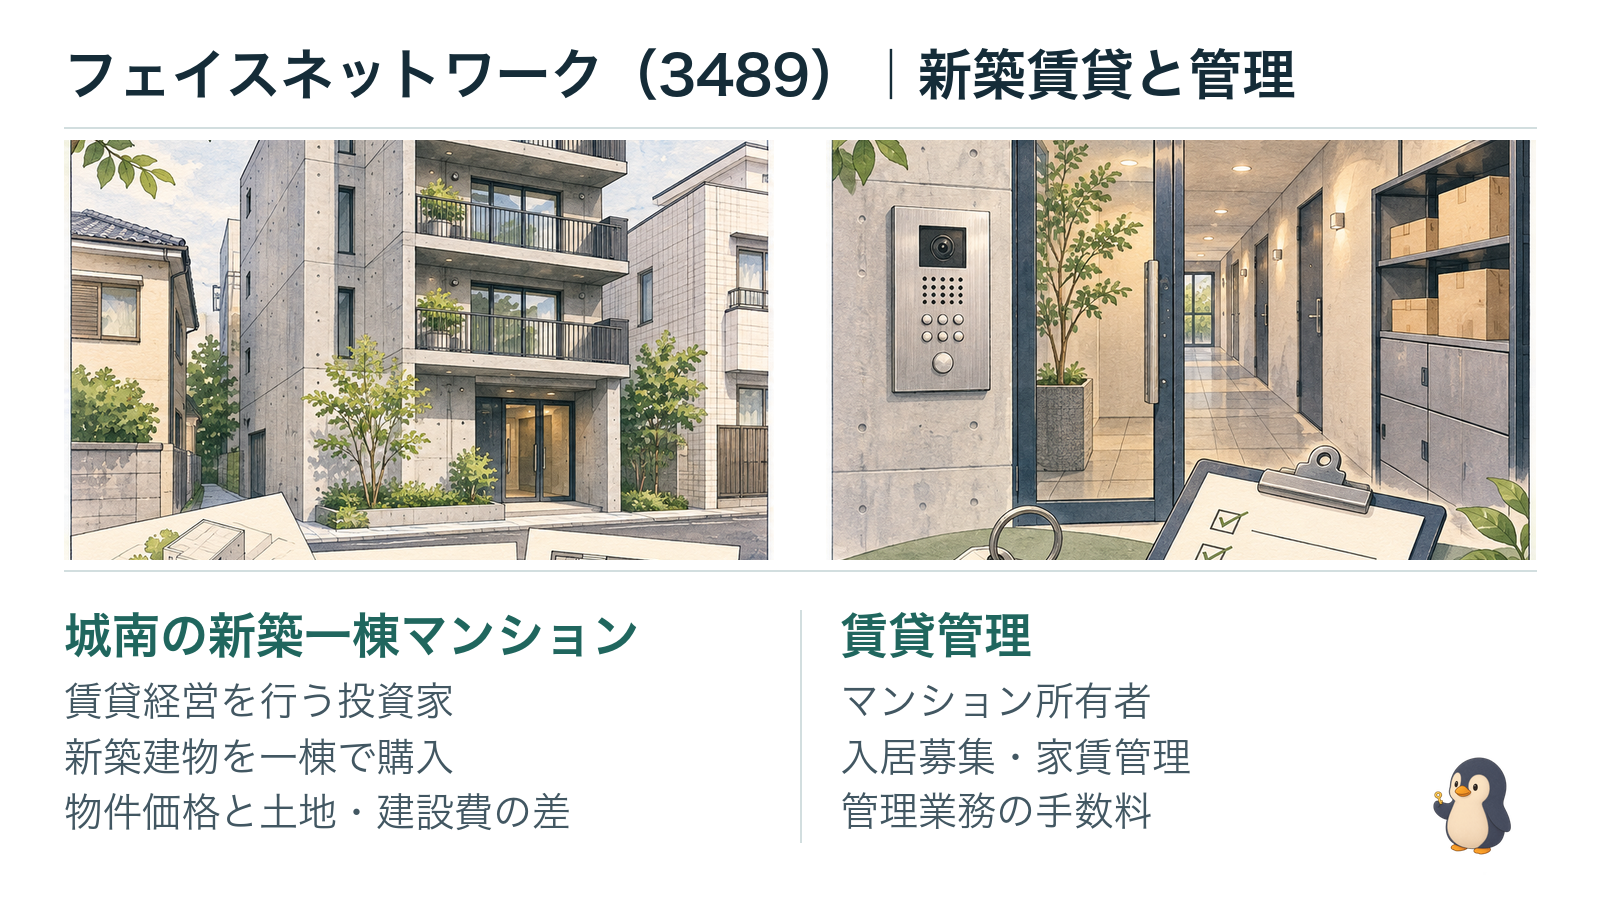 フェイスネットワーク（3489）｜新築賃貸と管理
城南の新築一棟マンション
賃貸経営を行う投資家
新築建物を一棟で購入
物件価格と土地・建設費の差
賃貸管理
マンション所有者
入居募集・家賃管理
管理業務の手数料